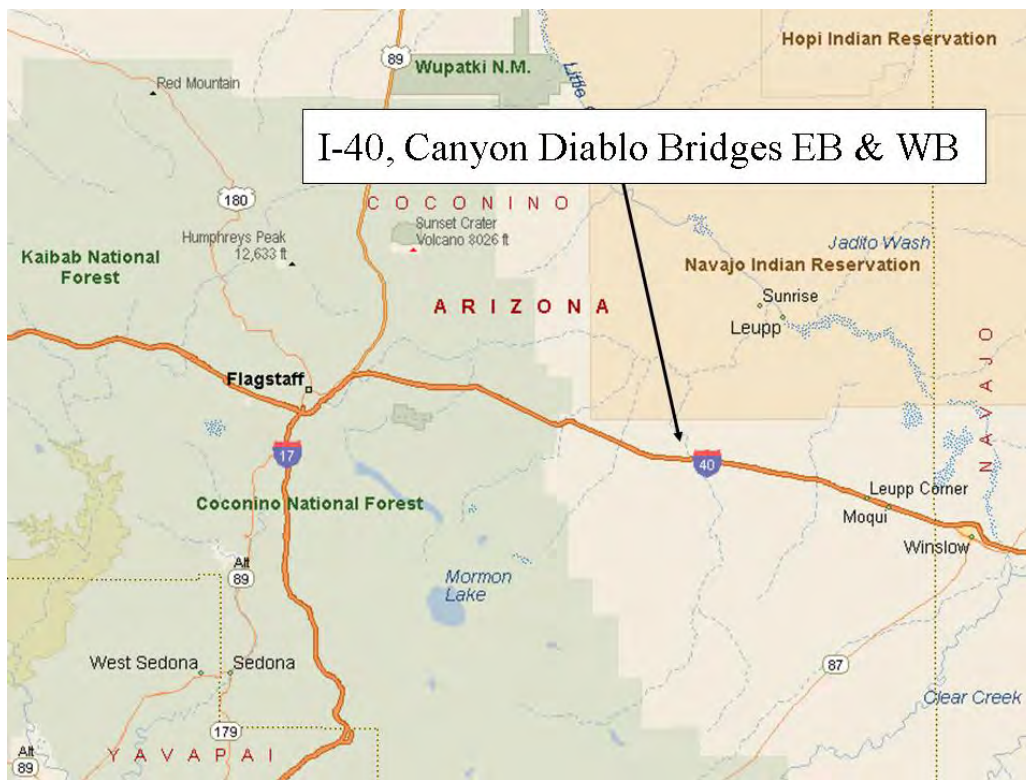 Hopi Indian Reservation
89
Wupatki N.M.
Little
Red Mountain
I-40, Canyon Diablo Bridges EB & WB
180
COCONINO
Sunset Crater
Volcano 8026 ft
Humphreys Peak
12,633 ft
Jadito Wash
Kaibab National
Forest
Navajo Indian Reservation
ARIZONA
Sunrise
Leupp
NAVAJO
Flagstaff
17
40
Leupp Corner
Coconino National Forest
Moqui
Winslow
Alt
89
Mormon
Lake
West Sedona
Sedona
87
Clear Creek
179
YAVAPAI
Alt
89